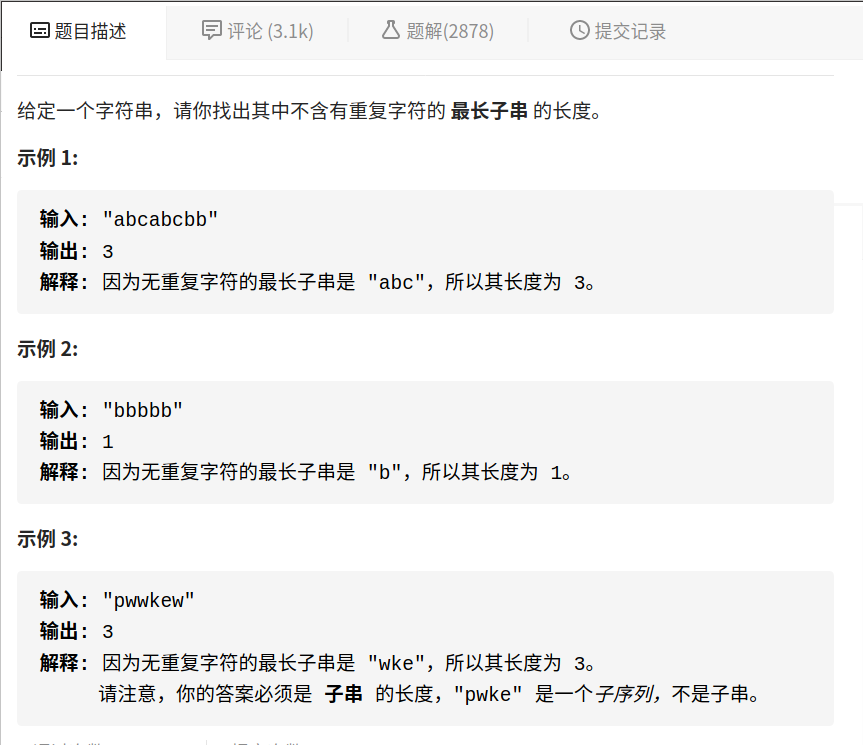 题目描述 评论 (3.1k) 题解(2878) 提交记录
给定一个字符串，请你找出其中不含有重复字符的 最长子串 的长度。
示例 1:
输入: "abcabcbb"
输出: 3
解释: 因为无重复字符的最长子串是 "abc"，所以其长度为 3。
示例 2:
输入: "bbbbb"
输出: 1
解释: 因为无重复字符的最长子串是 "b"，所以其长度为 1。
示例 3:
输入: "pwwkew"
输出: 3
解释: 因为无重复字符的最长子串是 "wke"，所以其长度为 3。
请注意，你的答案必须是 子串 的长度，"pwke" 是一个子序列，不是子串。